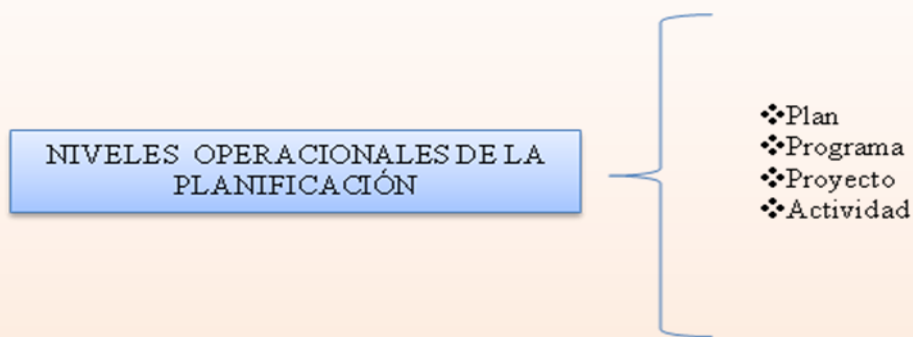 NIVELES OPERACIONALES DE LA
PLANIFICACIÓN
❖Plan
❖Programa
❖Proyecto
❖Actividad